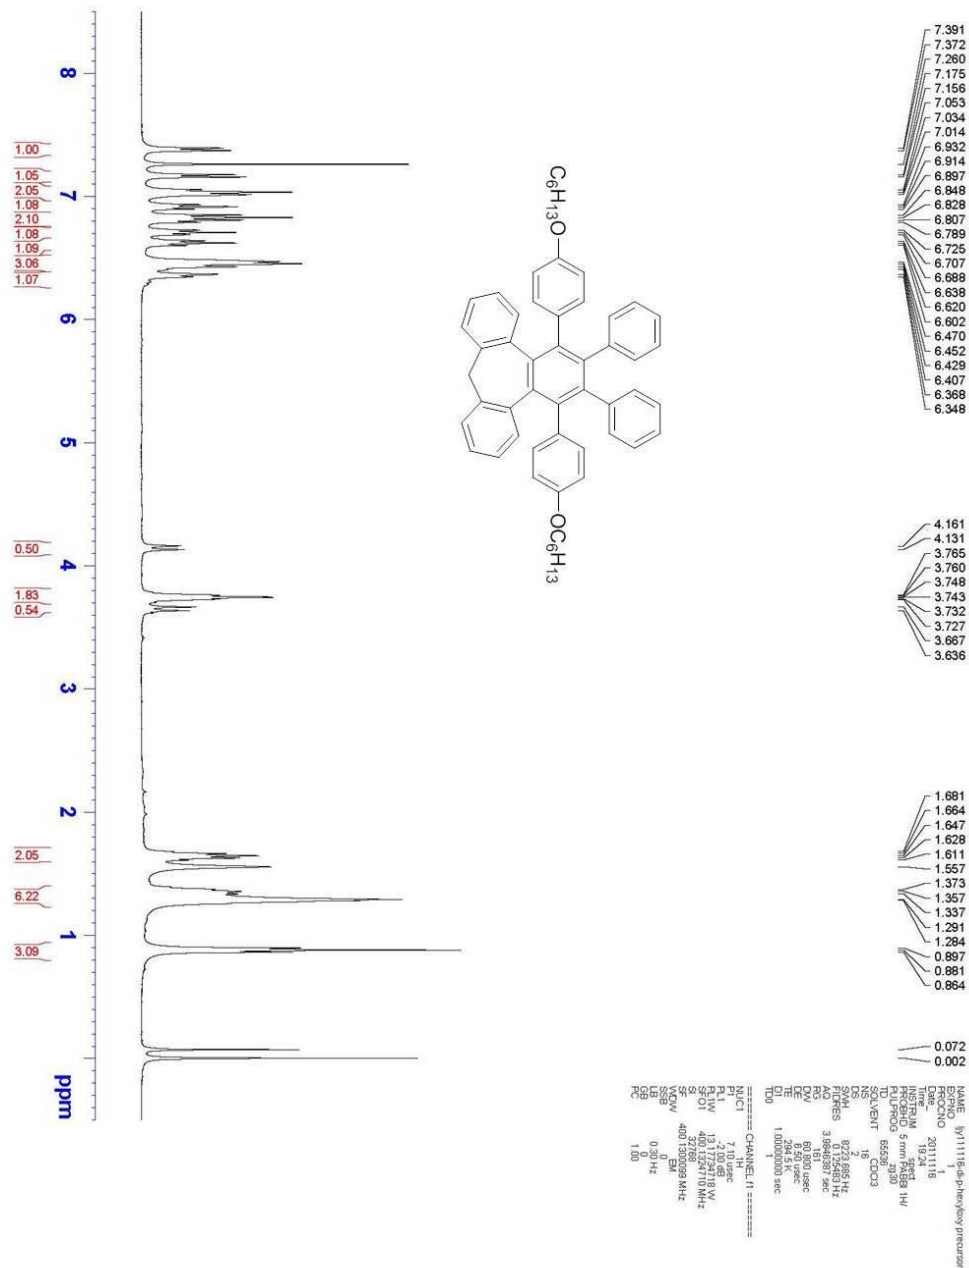 7.391
7.372
7.260
7.175
7.156
7.053
7.034
7.014
6.932
6.914
6.897
6.848
6.828
6.807
6.789
6.725
6.707
6.688
6.638
6.620
6.602
6.470
6.452
6.429
6.407
6.368
6.348
4.161
4.131
3.765
3.760
3.748
3.743
3.732
3.727
3.667
3.636
1.681
1.664
1.647
1.628
1.611
1.557
1.373
1.357
1.337
1.291
1.284
0.897
0.881
0.864
0.072
0.002
C6H13O
OC6H13
8
7
6
5
4
3
2
1
ppm
1.00
1.05
2.05
1.08
2.10
1.08
1.09
3.06
1.07
0.50
1.83
0.54
2.05
6.22
3.09
NAME ljy111116-di-p-hexyloxy precursor
EXPNO 1
PROCNO 1
Date_ 20111116
Time 19.24
INSTRUM spect
PROBHD 5 mm PABBI 1H/
PULPROG zg30
TD 65536
SOLVENT CDCl3
NS 16
DS 2
SWH 8223.685 Hz
FIDRES 0.125483 Hz
AQ 3.9846387 sec
RG 181
DW 60.800 usec
DE 6.50 usec
TE 294.5 K
D1 1.00000000 sec
TD0 1
======== CHANNEL f1 ========
NUC1 1H
P1 7.10 usec
PL1 -2.00 dB
PL1W 13.17734718 W
SFO1 400.1324710 MHz
SI 32768
SF 400.1300099 MHz
WDW EM
SSB 0
LB 0.30 Hz
GB 0
PC 1.00